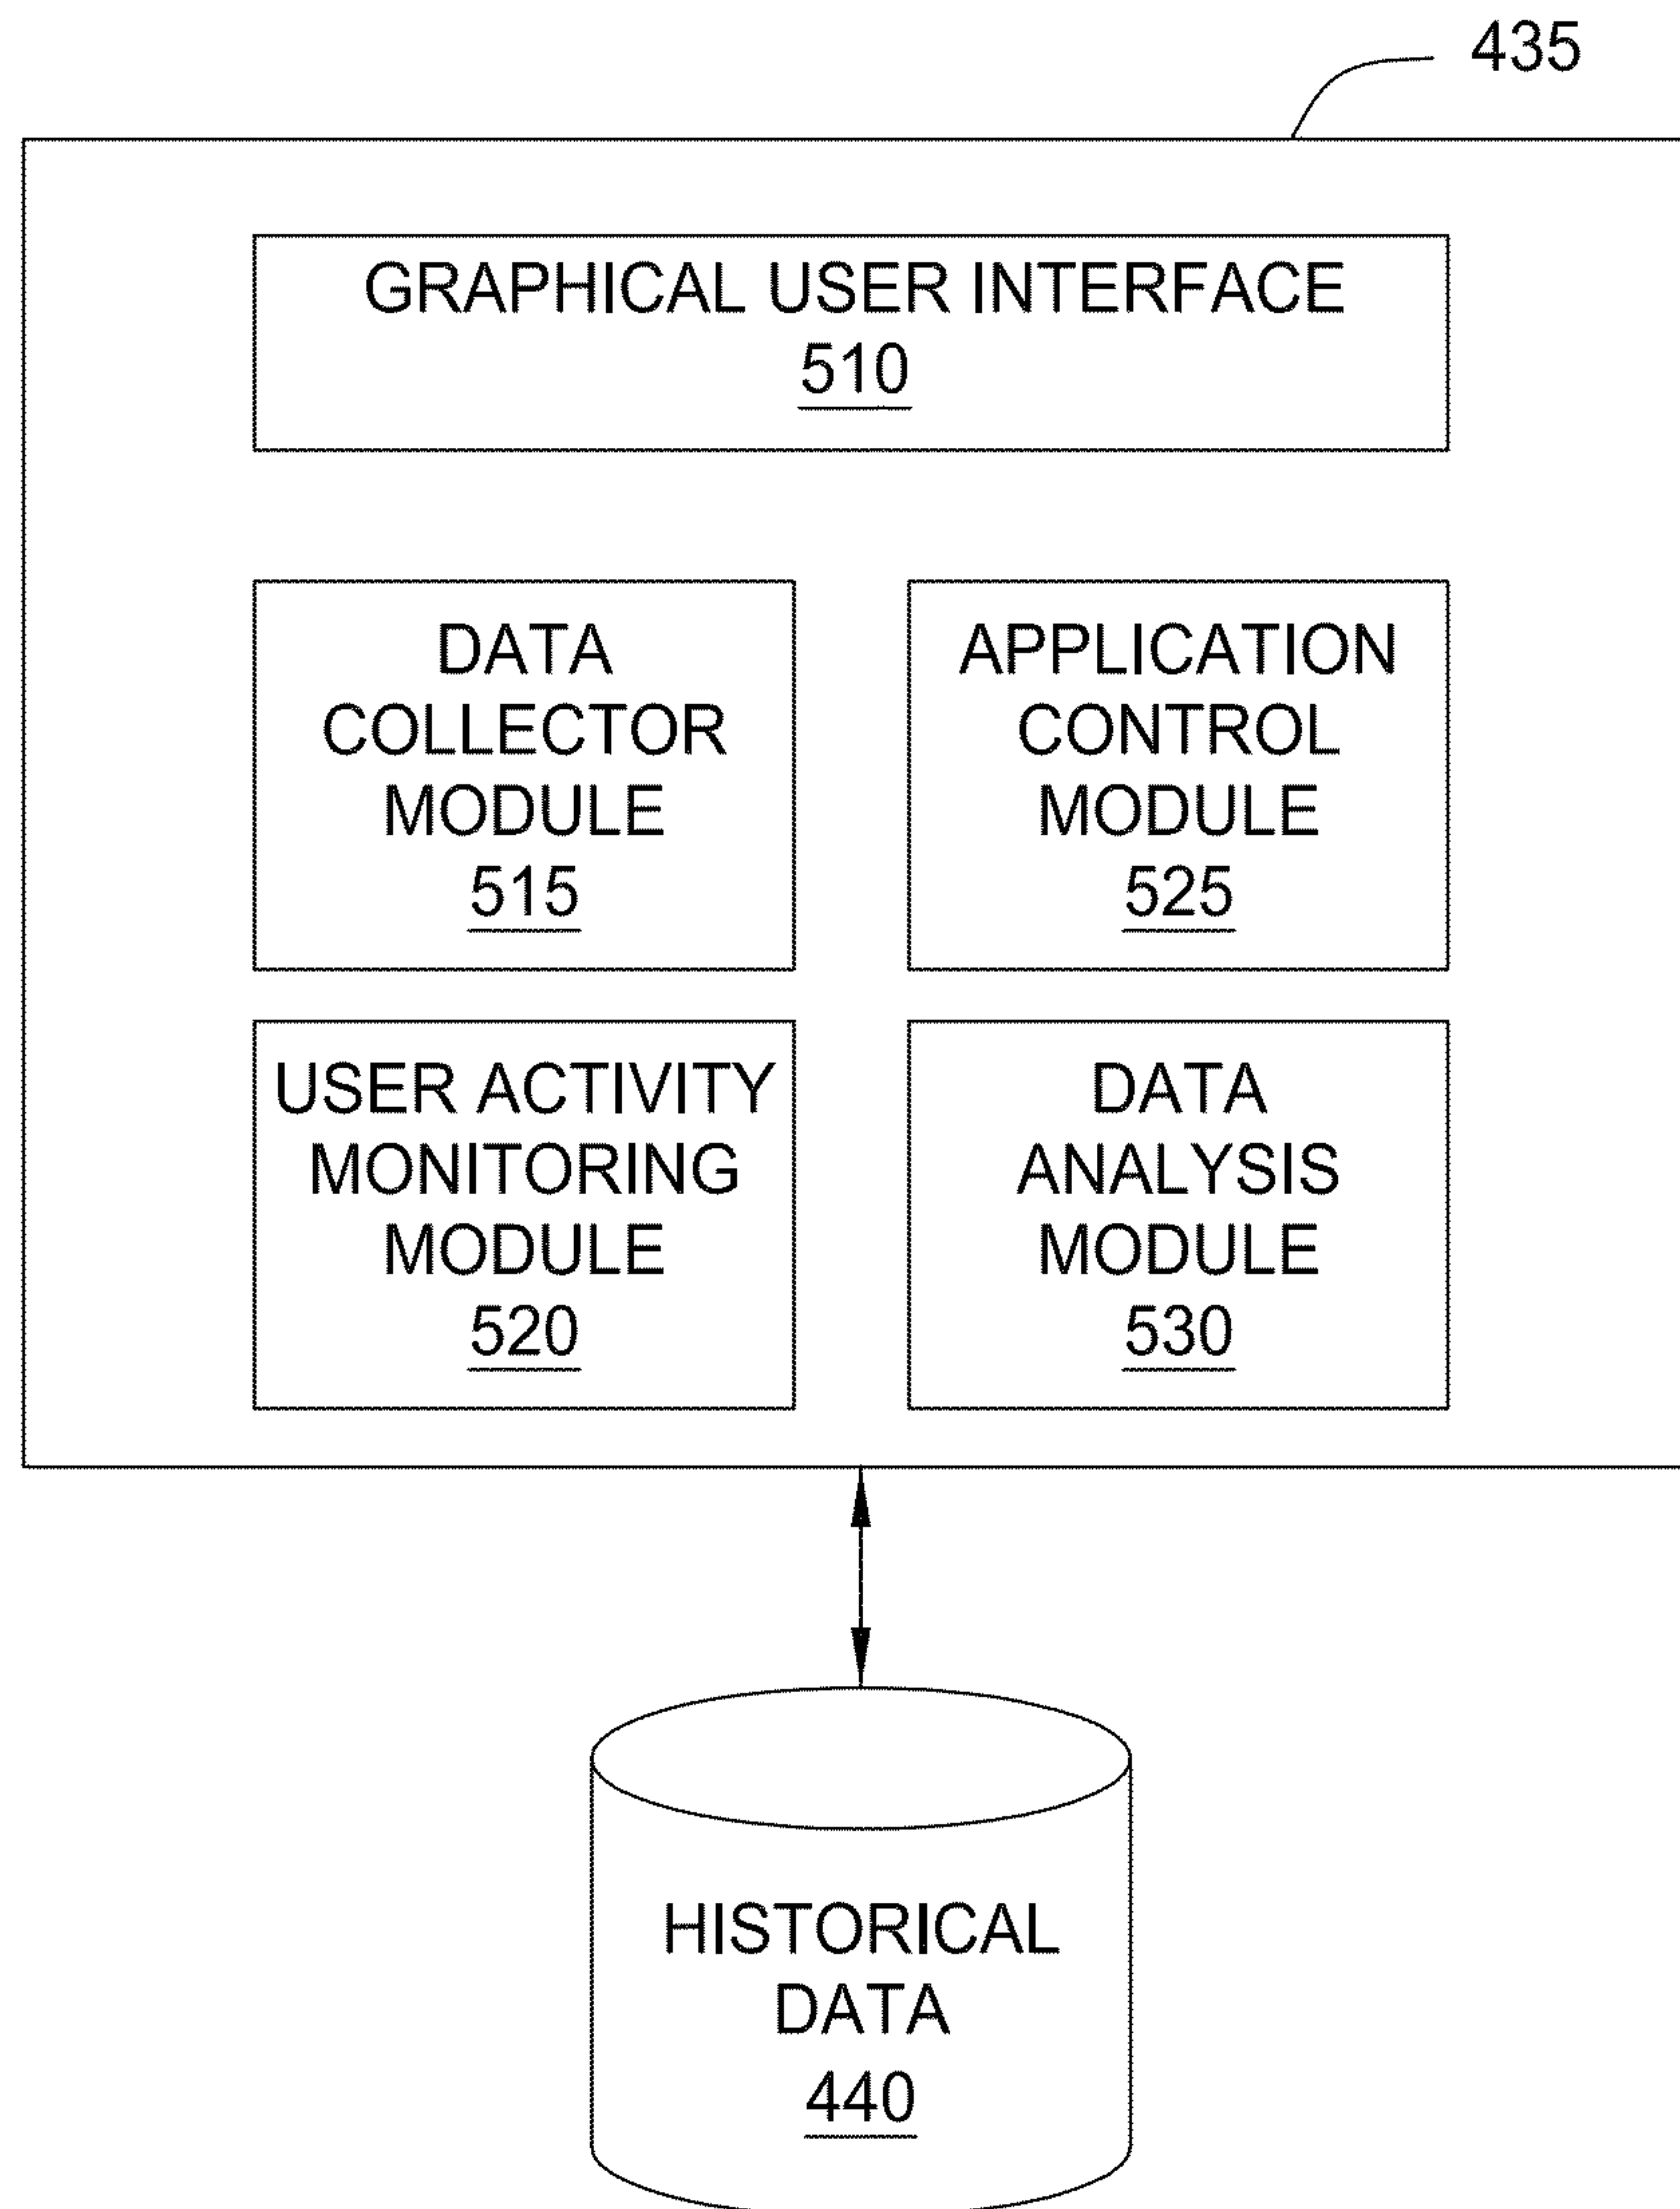 435
GRAPHICAL USER INTERFACE
510
DATA
COLLECTOR
MODULE
515
APPLICATION
CONTROL
MODULE
525
USER ACTIVITY
MONITORING
MODULE
520
DATA
ANALYSIS
MODULE
530
HISTORICAL
DATA
440